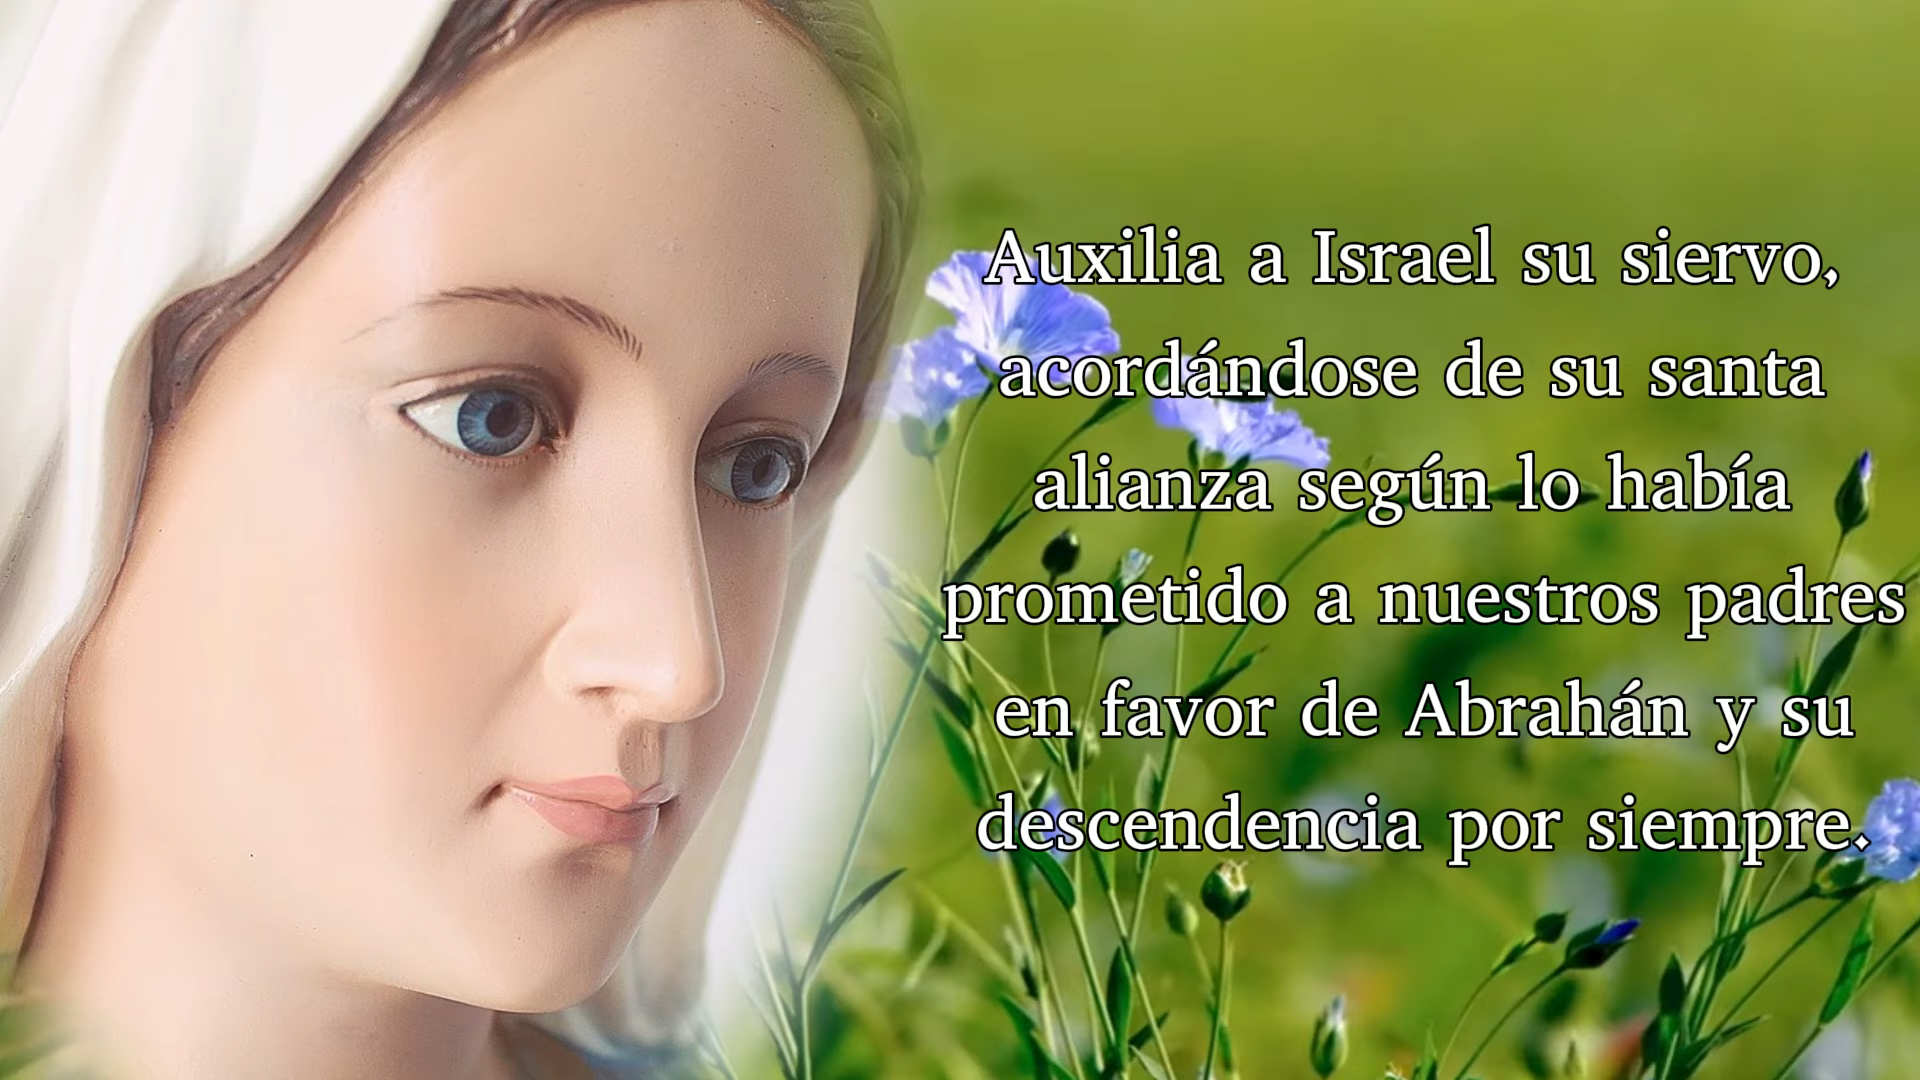 Auxilia a Israel su siervo,
acordándose de su santa
alianza según lo había
prometido a nuestros padres
en favor de Abrahán y su
descendencia por siempre.